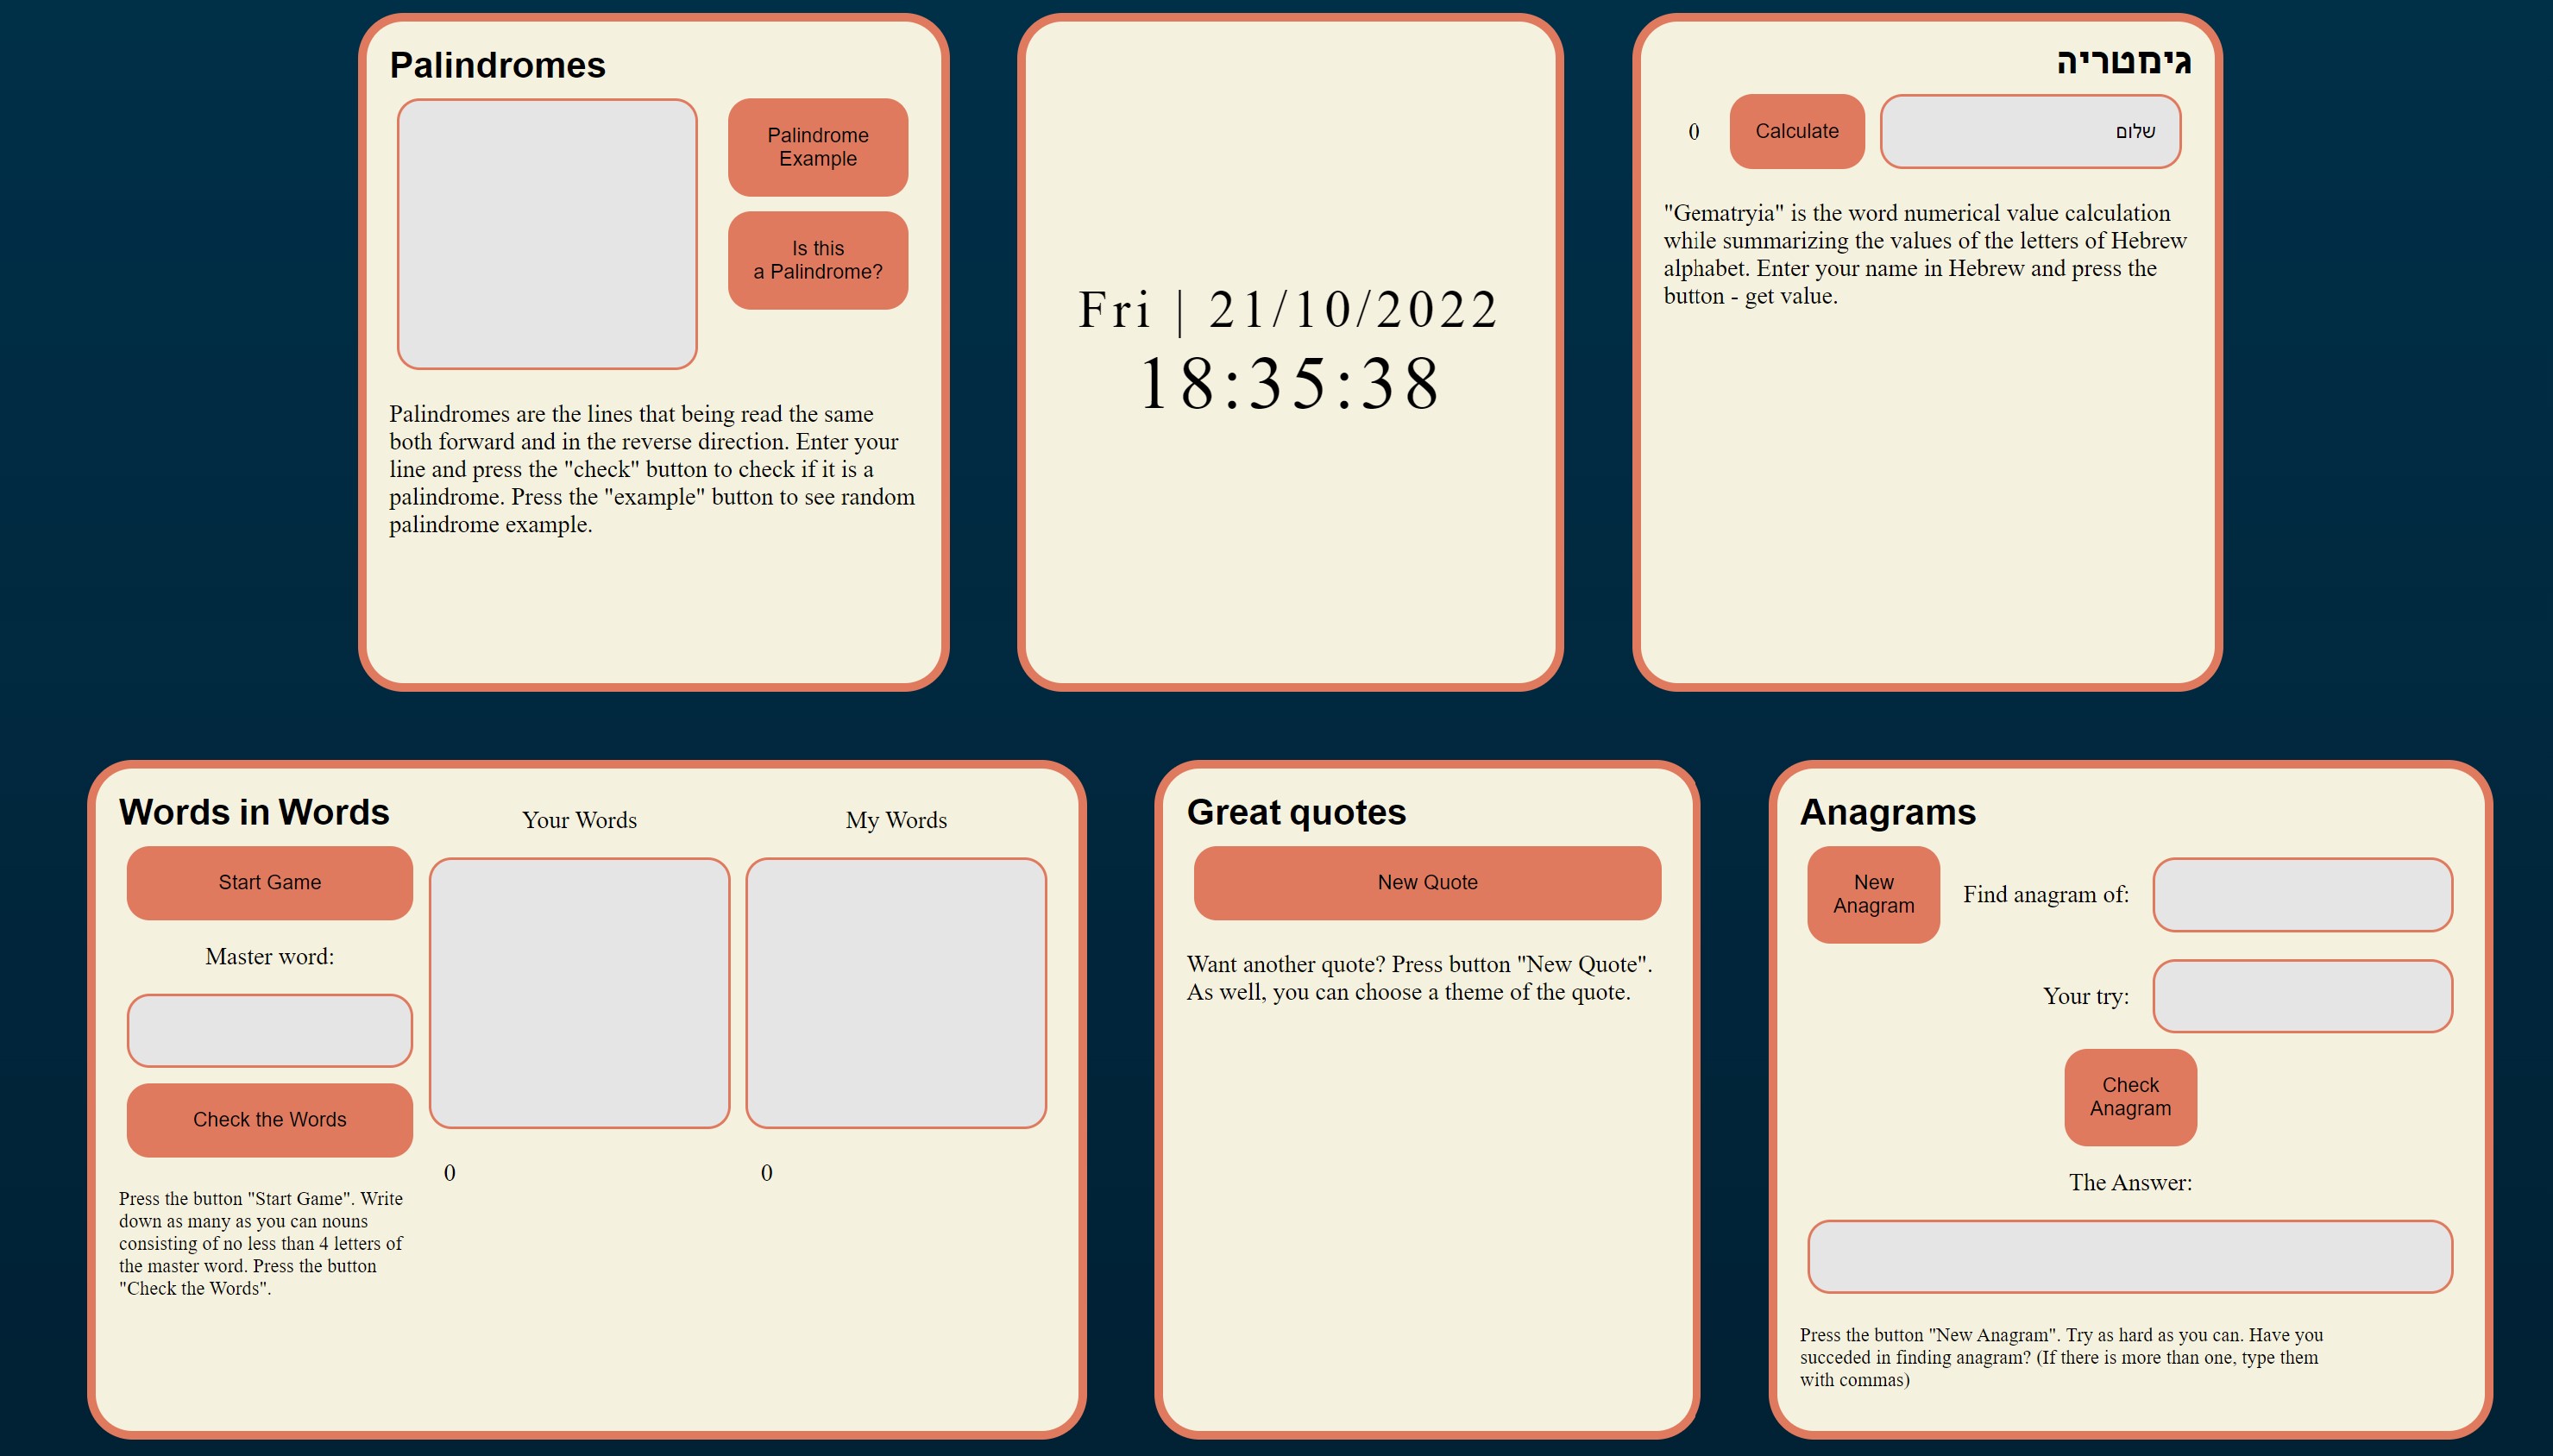 Palindromes
Palindrome
Example
Is this
a Palindrome?
Palindromes are the lines that being read the same
both forward and in the reverse direction. Enter your
line and press the "check" button to check if it is a
palindrome. Press the "example" button to see random
palindrome example.
Fri | 21/10/2022
18:35:38
גימטריה
שלום
Calculate
0
"Gematryia" is the word numerical value calculation
while summarizing the values of the letters of Hebrew
alphabet. Enter your name in Hebrew and press the
button - get value.
Words in Words
Start Game
Master word:
Check the Words
Press the button "Start Game". Write
down as many as you can nouns
consisting of no less than 4 letters of
the master word. Press the button
"Check the Words".
Your Words
0
My Words
0
Great quotes
New Quote
Want another quote? Press button "New Quote".
As well, you can choose a theme of the quote.
Anagrams
New
Anagram
Find anagram of:
Your try:
Check
Anagram
The Answer:
Press the button "New Anagram". Try as hard as you can. Have you
succeded in finding anagram? (If there is more than one, type them
with commas)